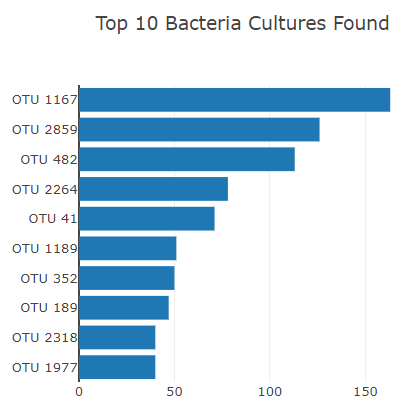 Top 10 Bacteria Cultures Found
OTU 1167
OTU 2859
OTU 482
OTU 2264
OTU 41
OTU 1189
OTU 352
OTU 189
OTU 2318
OTU 1977
0 50 100 150